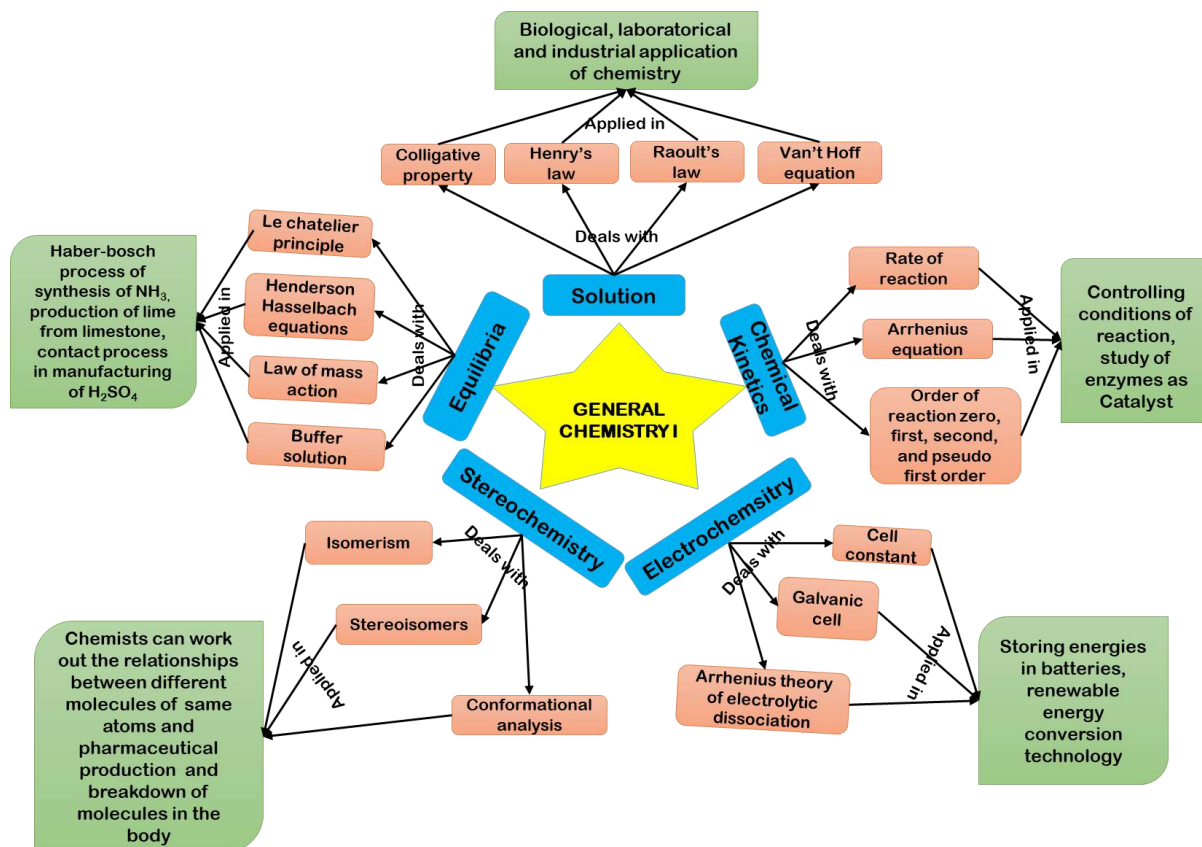 Biological, laboratorical
and industrial application
of chemistry
Applied in
Colligative
property
Henry's
law
Raoult's
law
Van't Hoff
equation
Deals with
Solution
Haber-bosch
process of
synthesis of NH₃,
production of lime
from limestone,
contact process
in manufacturing
of H₂SO₄
Applied in
Le chatelier
principle
Henderson
Hasselbach
equations
Law of mass
action
Buffer
solution
Deals with
Equilibria
GENERAL
CHEMISTRY I
Chemical
Kinetics
Deals with
Rate of
reaction
Arrhenius
equation
Order of
reaction zero,
first, second,
and pseudo
first order
Applied in
Controlling
conditions
of reaction,
study of
enzymes as
Catalyst
Stereochemistry
Deals with
Isomerism
Stereoisomers
Conformational
analysis
Applied in
Chemists can work
out the relationships
between different
molecules of same
atoms and
pharmaceutical
production and
breakdown of
molecules in the
body
Electrochemsitry
Deals with
Cell
constant
Galvanic
cell
Arrhenius theory
of electrolytic
dissociation
Applied in
Storing energies
in batteries,
renewable
energy
conversion
technology